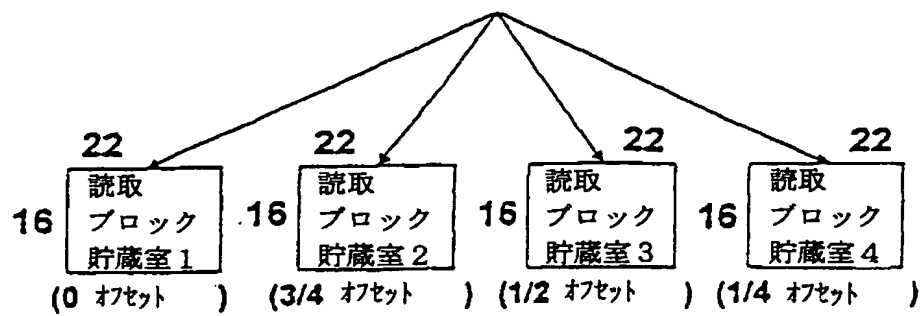 22 22 22 22
16 読取 16 読取 16 読取 16 読取
ブロック ブロック ブロック ブロック
貯蔵室1 貯蔵室2 貯蔵室3 貯蔵室4
(0 オフセット ) (3/4 オフセット ) (1/2 オフセット ) (1/4 オフセット )